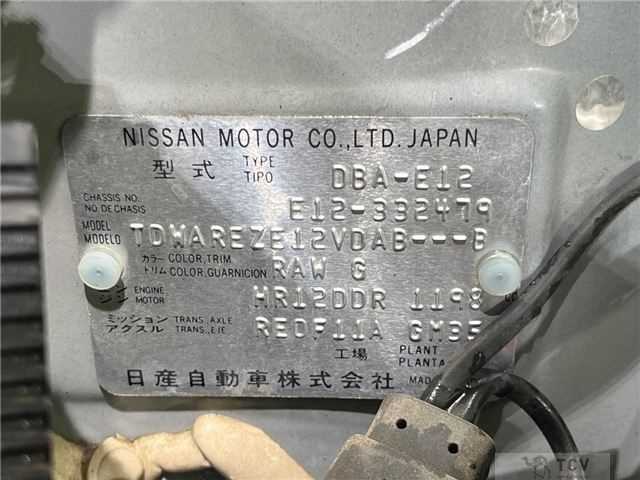 NISSAN MOTOR CO.,LTD. JAPAN
型式 TYPE TIPO DBA-E12
CHASSIS NO. NO. DE CHASIS E12-332479
MODEL MODELO TDWAREZE12VDAB---B
カラー COLOR, TRIM トリム COLOR, GUARNICION RAW G
ENGINE MOTOR HR12DDR 1198
ミッション TRANS. アクスル TRANS., EJE AXLE RE0F11A GM35
工場 PLANT PLANTA
日産自動車株式会社 MAD
TCV